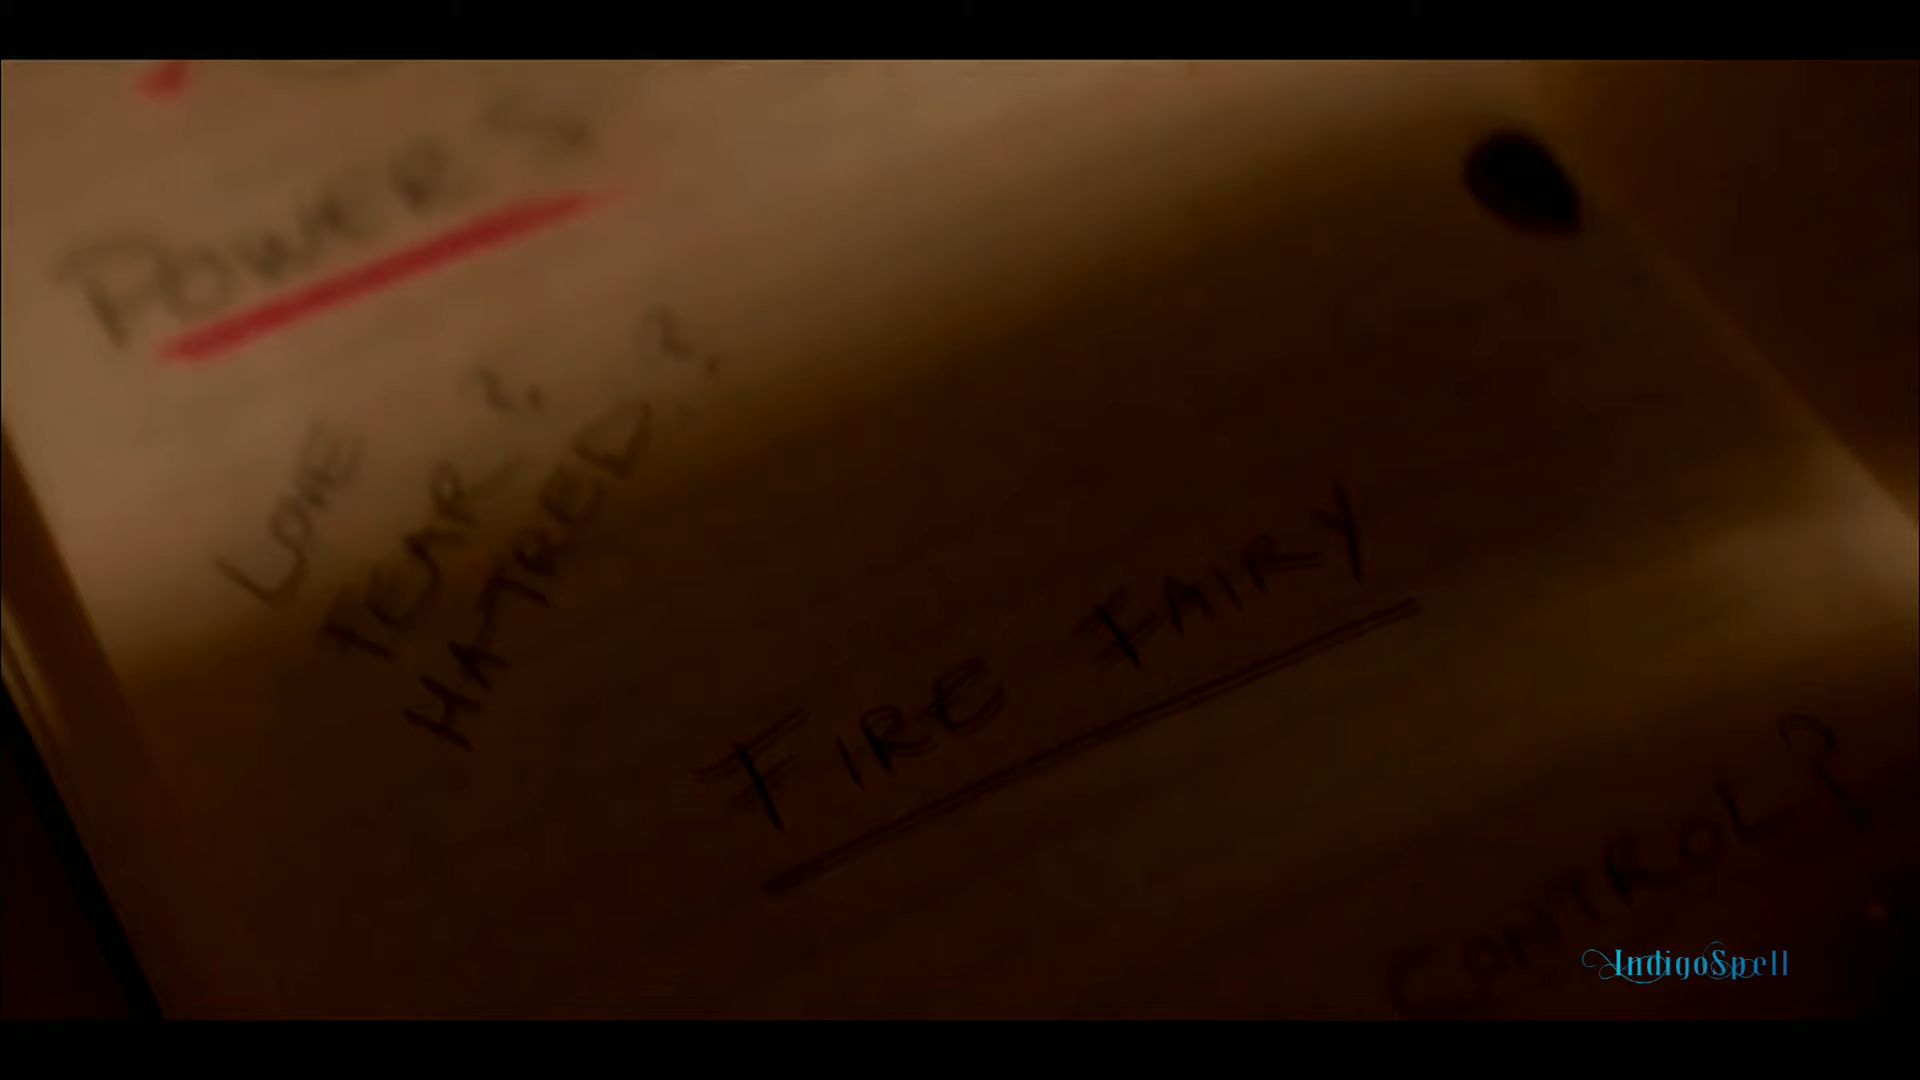 POWERS
LOVE
FEAR?
HATRED?
FIRE FAIRY
CONTROL?
IndigoSpell